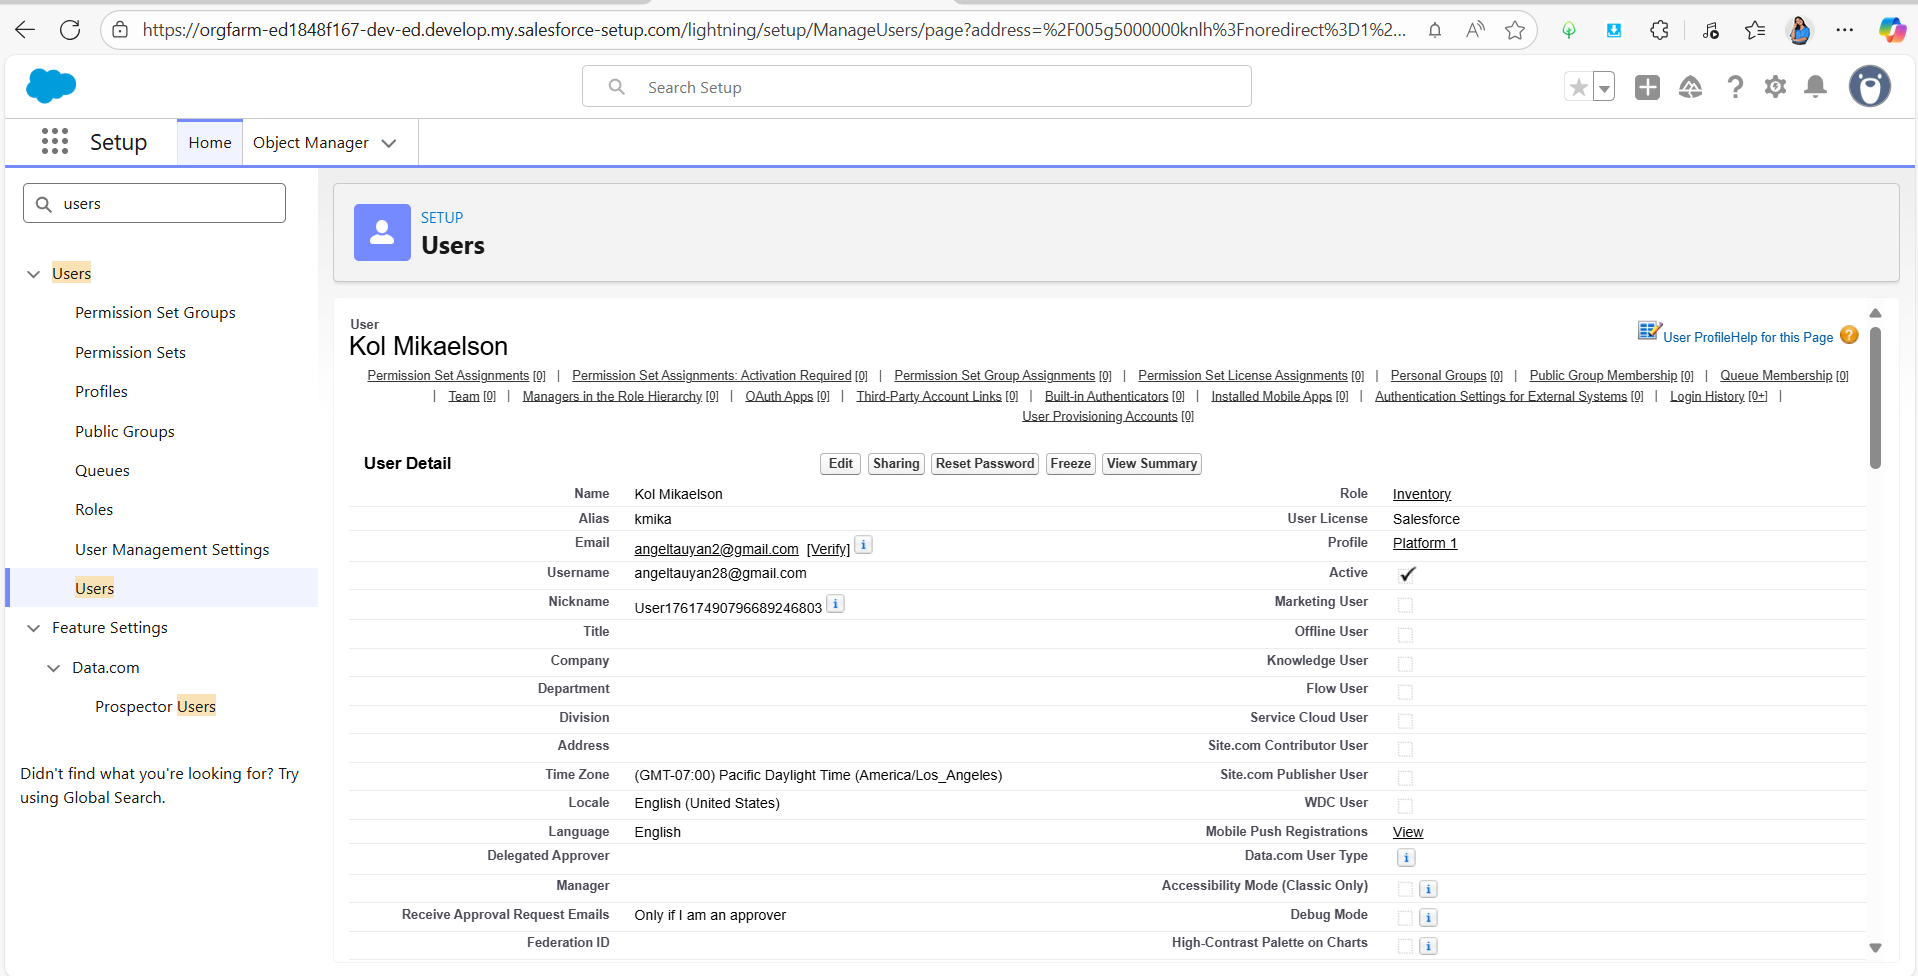 https://orgfarm-ed1848f167-dev-ed.develop.my.salesforce-setup.com/lightning/setup/ManageUsers/page?address=%2F005g5000000knlh%3Fnoredirect%3D1%2...
Search Setup
Setup
Home
Object Manager
users
Users
Permission Set Groups
Permission Sets
Profiles
Public Groups
Queues
Roles
User Management Settings
Users
Feature Settings
Data.com
Prospector Users
Didn't find what you're looking for? Try
using Global Search.
SETUP
Users
User
Kol Mikaelson
User Profile Help for this Page ?
Permission Set Assignments [0] | Permission Set Assignments: Activation Required [0] | Permission Set Group Assignments [0] | Permission Set License Assignments [0] | Personal Groups [0] | Public Group Membership [0] | Queue Membership [0]
| Team [0] | Managers in the Role Hierarchy [0] | OAuth Apps [0] | Third-Party Account Links [0] | Built-in Authenticators [0] | Installed Mobile Apps [0] | Authentication Settings for External Systems [0] | Login History [0+] |
User Provisioning Accounts [0]
User Detail
Edit Sharing Reset Password Freeze View Summary
Name Kol Mikaelson Role Inventory
Alias kmika User License Salesforce
Email angeltauyan2@gmail.com [Verify] i Profile Platform 1
Username angeltauyan28@gmail.com Active
Nickname User17617490796689246803 i Marketing User
Title Offline User
Company Knowledge User
Department Flow User
Division Service Cloud User
Address Site.com Contributor User
Time Zone (GMT-07:00) Pacific Daylight Time (America/Los_Angeles) Site.com Publisher User
Locale English (United States) WDC User
Language English Mobile Push Registrations View
Delegated Approver Data.com User Type i
Manager Accessibility Mode (Classic Only) i
Receive Approval Request Emails Only if I am an approver Debug Mode i
Federation ID High-Contrast Palette on Charts i